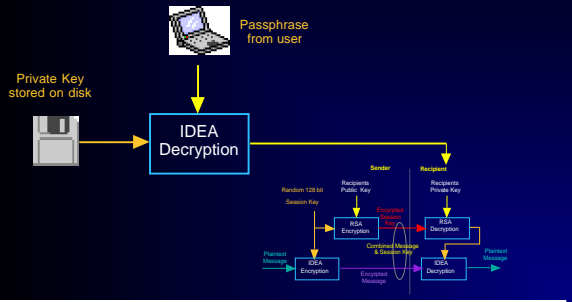 Passphrase
from user
Private Key
stored on disk
IDEA
Decryption
Sender
Recipient
Random 128 bit
Session Key
Recipients
Public Key
Recipients
Private Key
Encrypted
Session
Key
RSA
Encryption
RSA
Decryption
Combined Message
& Session Key
Plaintext
Message
IDEA
Encryption
Encyrpted
Message
IDEA
Decryption
Plaintext
Message